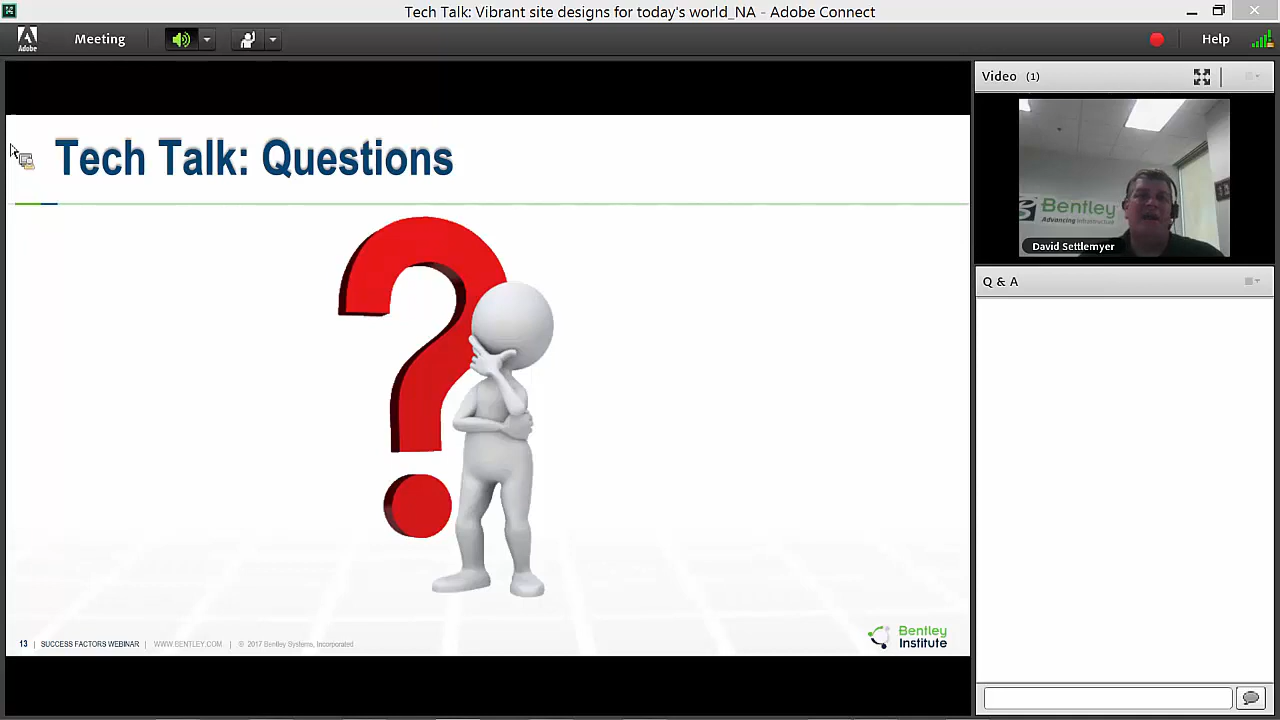 Tech Talk: Vibrant site designs for today's world_NA - Adobe Connect
Adobe
Meeting
Help
Tech Talk: Questions
Video (1)
Bentley
Advancing Infrastructure
David Settlemyer
Q & A
13 | SUCCESS FACTORS WEBINAR | WWW.BENTLEY.COM | © 2017 Bentley Systems, Incorporated
Bentley
Institute